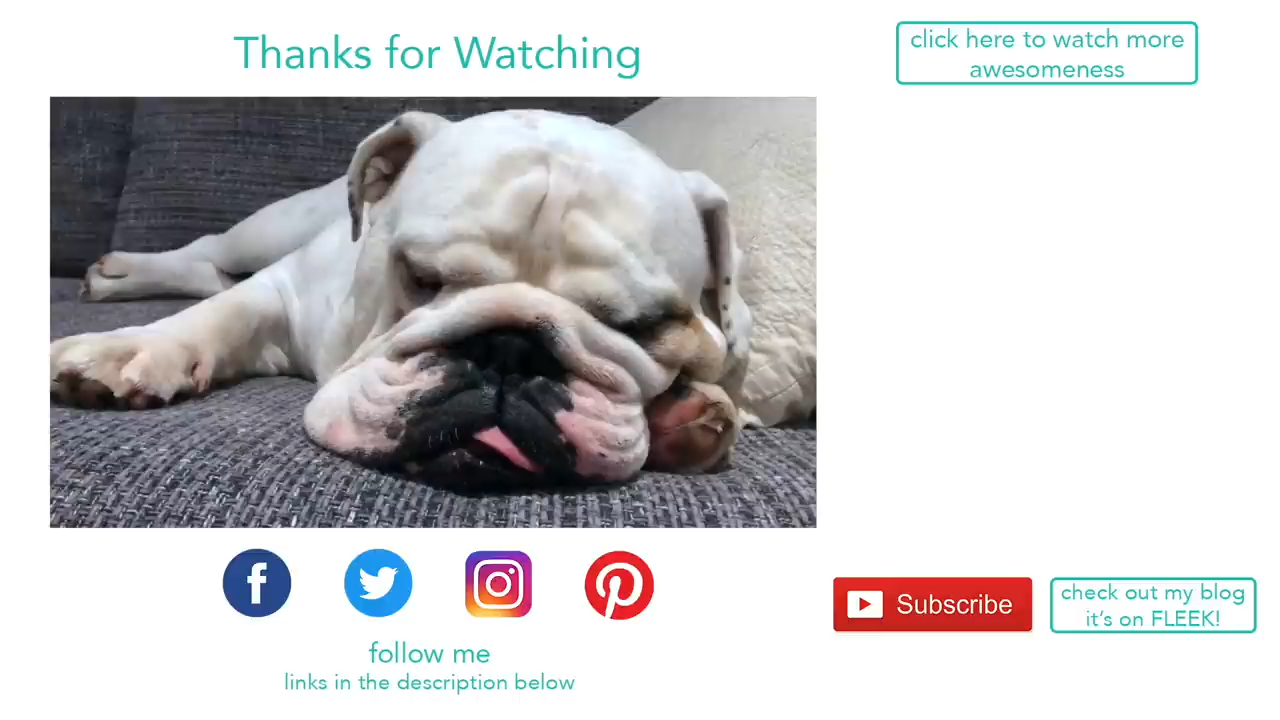 Thanks for Watching
click here to watch more
awesomeness
Subscribe
check out my blog
it's on FLEEK!
follow me
links in the description below